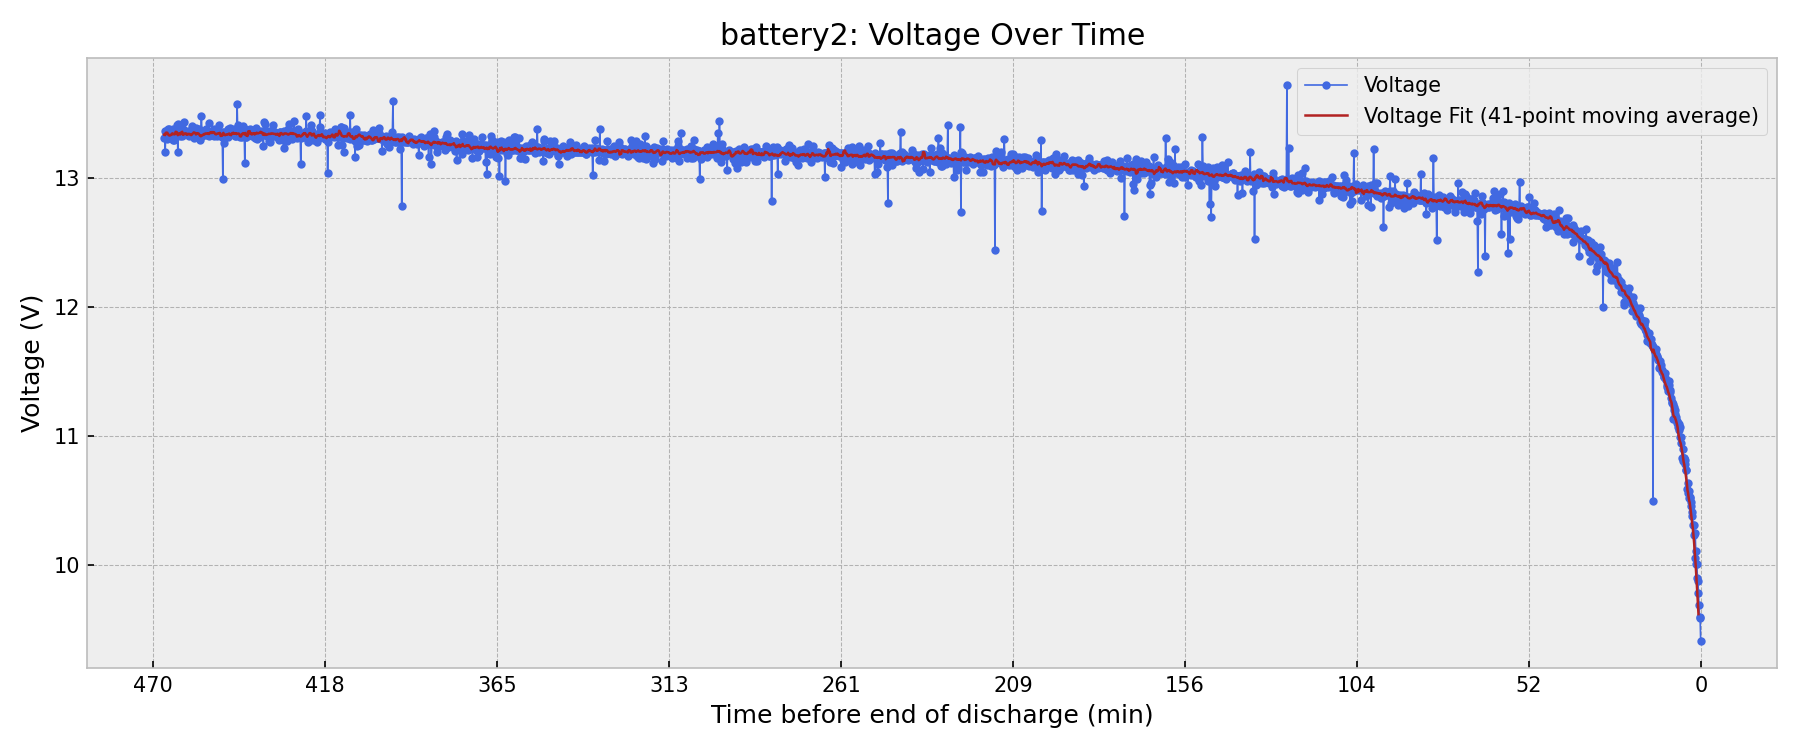 battery2: Voltage Over Time
Voltage
Voltage Fit (41-point moving average)
Voltage (V)
13
12
11
10
470 418 365 313 261 209 156 104 52 0
Time before end of discharge (min)